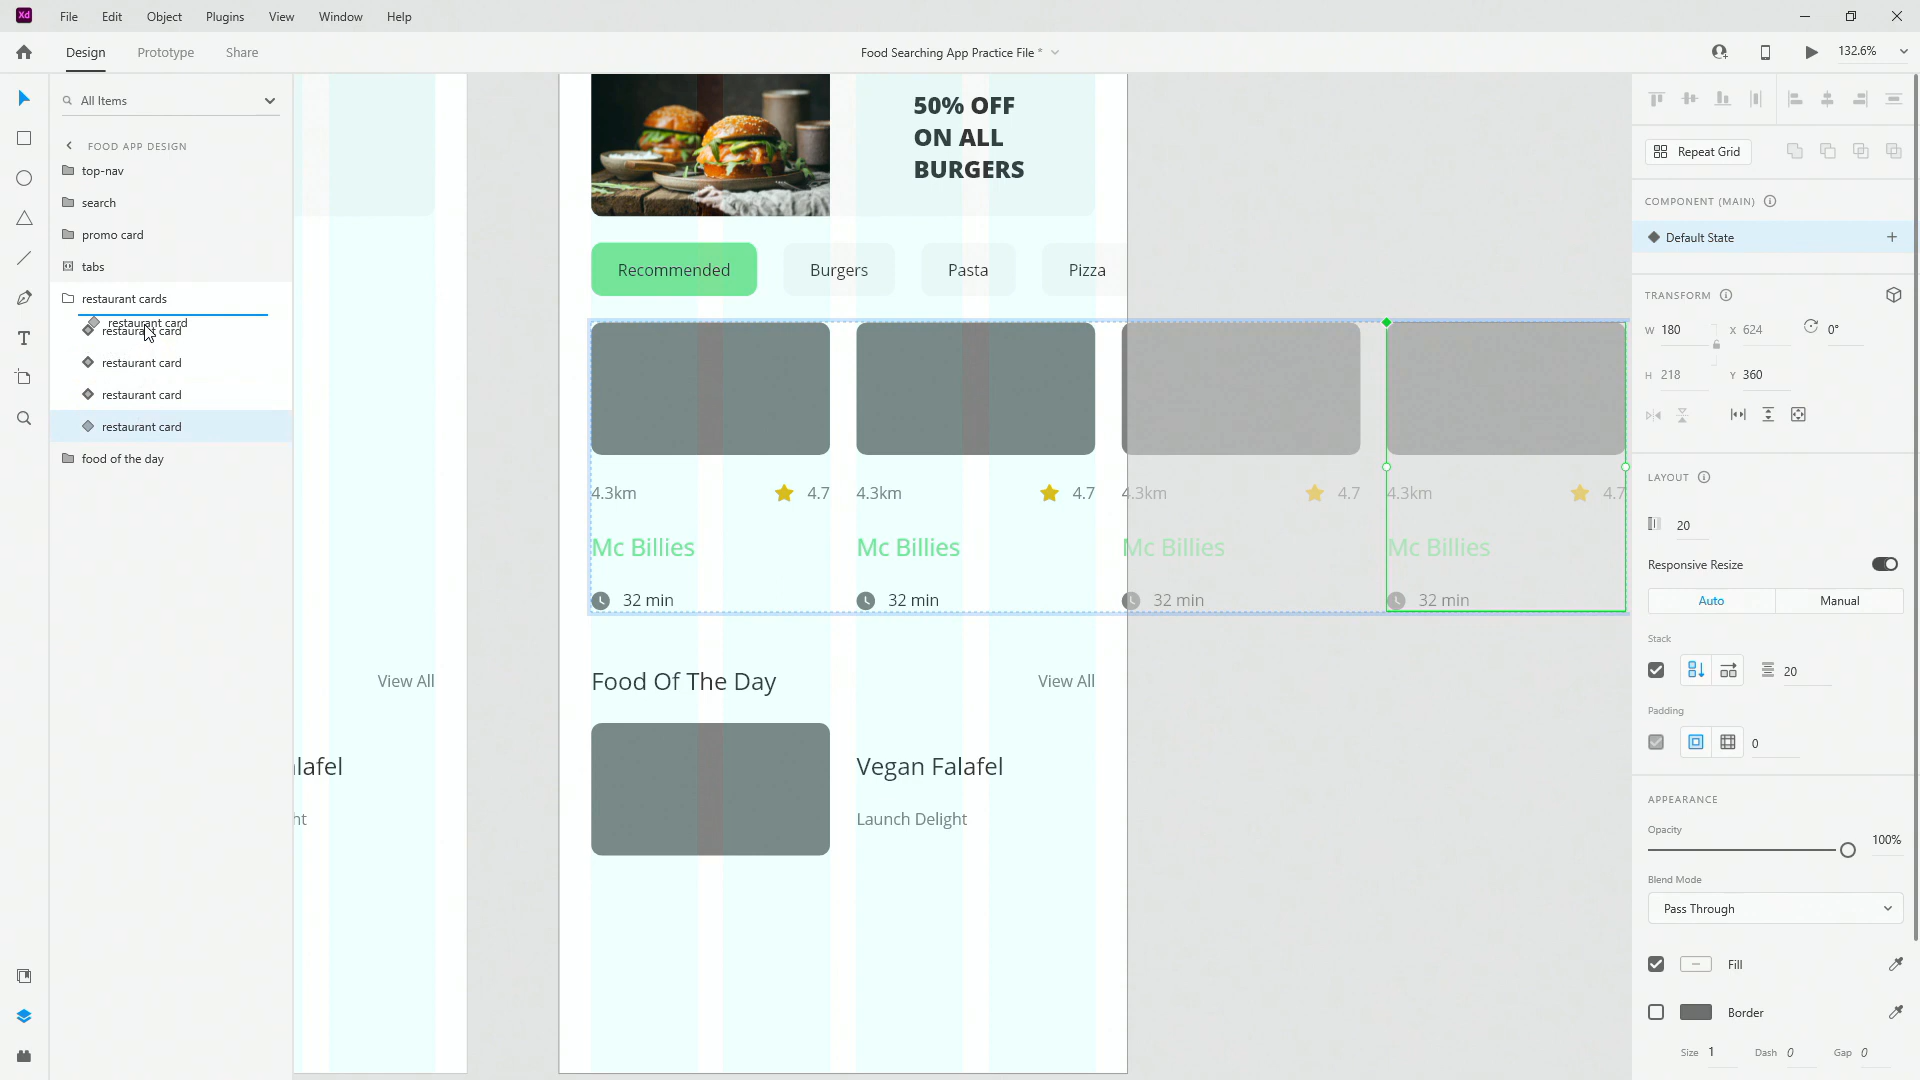 Xd File Edit Object Plugins View Window Help
Design Prototype Share Food Searching App Practice File * 132.6%
All Items
FOOD APP DESIGN
top-nav
search
promo card
tabs
restaurant cards
restaurant card
restaurant card
restaurant card
restaurant card
restaurant card
food of the day
50% OFF
ON ALL
BURGERS
Recommended Burgers Pasta Pizza
4.3km 4.7 4.3km 4.7 4.3km 4.7 4.3km 4.7
Mc Billies Mc Billies Mc Billies Mc Billies
32 min 32 min 32 min 32 min
View All Food Of The Day View All
lafel Vegan Falafel
ht Launch Delight
Repeat Grid
COMPONENT (MAIN)
Default State
TRANSFORM
W 180 X 624 0°
H 218 Y 360
LAYOUT
20
Responsive Resize
Auto Manual
Stack
20
Padding
0
APPEARANCE
Opacity
100%
Blend Mode
Pass Through
Fill
Border
Size 1 Dash 0 Gap 0